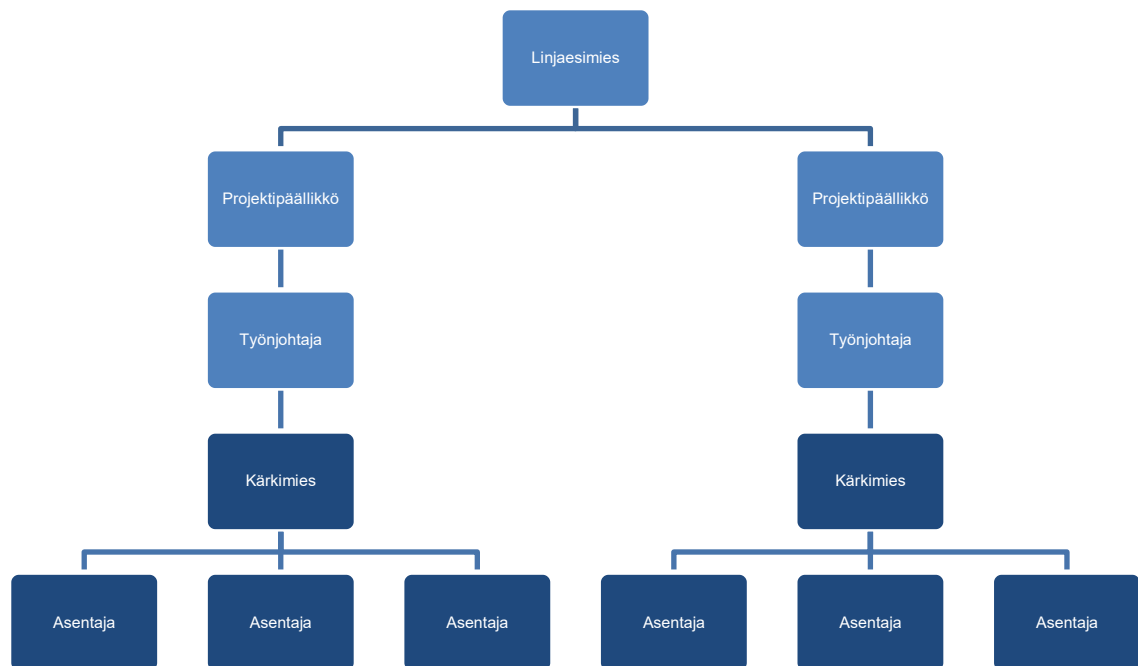 Linjaesimies
Projektipäällikkö
Projektipäällikkö
Työnjohtaja
Työnjohtaja
Kärkimies
Kärkimies
Asentaja
Asentaja
Asentaja
Asentaja
Asentaja
Asentaja